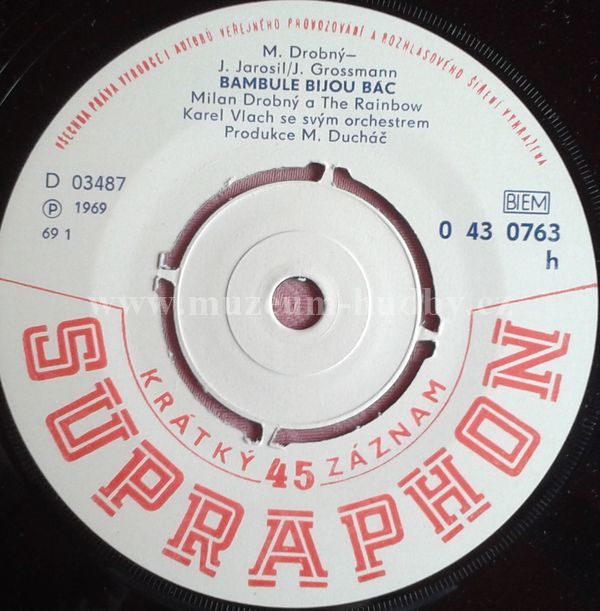 VŠECHNA PRÁVA VÝROBCE I AUTORŮ VEŘEJNÉHO PROVOZOVÁNÍ A ROZHLASOVÉHO ŠÍŘENÍ VYHRAŽENA
M. Drobný–
J. Jarosil/J. Grossmann
BAMBULE BIJOU BÁC
Milan Drobný a The Rainbow
Karel Vlach se svým orchestrem
Produkce M. Ducháč
D 03487
Ⓟ 1969
69 1
BIEM
0 43 0763
h
www.muzeum-hudby.cz
KRÁTKÝ 45 ZÁZNAM
SUPRAPHON